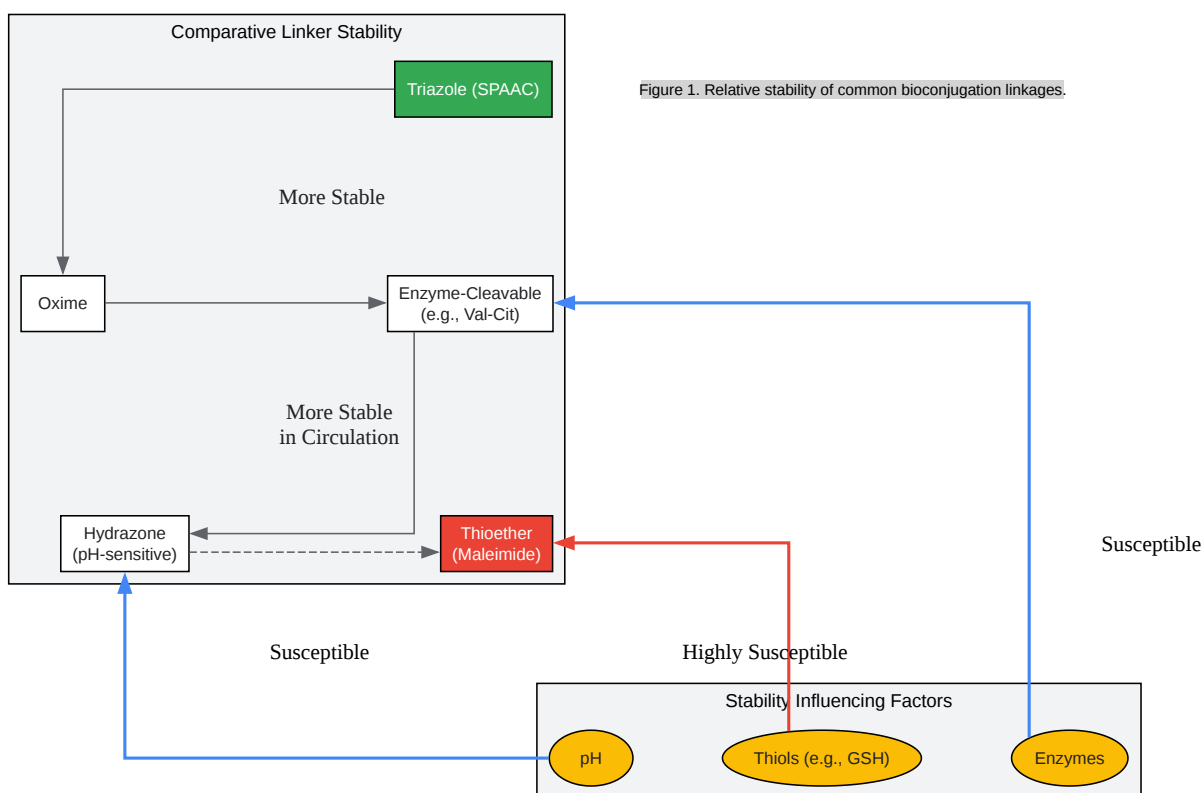 Comparative Linker Stability
Triazole (SPAAC)
Figure 1. Relative stability of common bioconjugation linkages.
More Stable
Oxime
Enzyme-Cleavable
(e.g., Val-Cit)
More Stable
in Circulation
Hydrazone
(pH-sensitive)
Thioether
(Maleimide)
Susceptible
Susceptible
Highly Susceptible
Stability Influencing Factors
pH
Thiols (e.g., GSH)
Enzymes